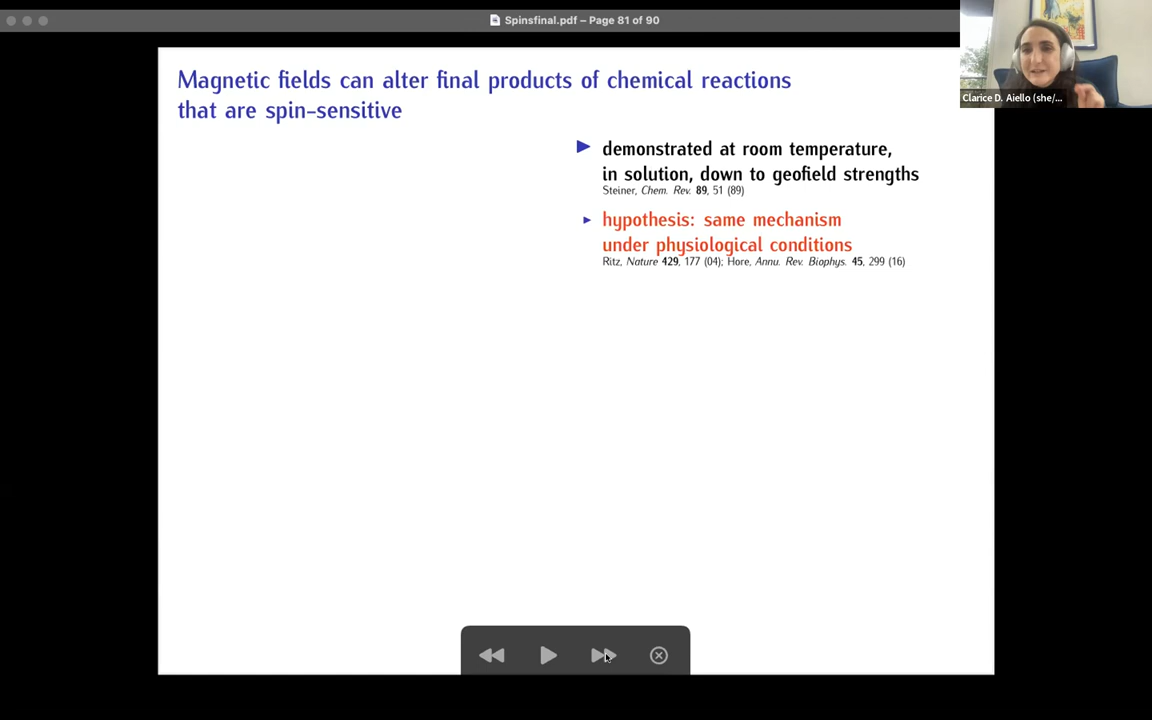 Spinsfinal.pdf – Page 81 of 90
Clarice D. Aiello (she/...
Magnetic fields can alter final products of chemical reactions
that are spin-sensitive
demonstrated at room temperature,
in solution, down to geofield strengths
Steiner, Chem. Rev. 89, 51 (89)
hypothesis: same mechanism
under physiological conditions
Ritz, Nature 429, 177 (04); Hore, Annu. Rev. Biophys. 45, 299 (16)